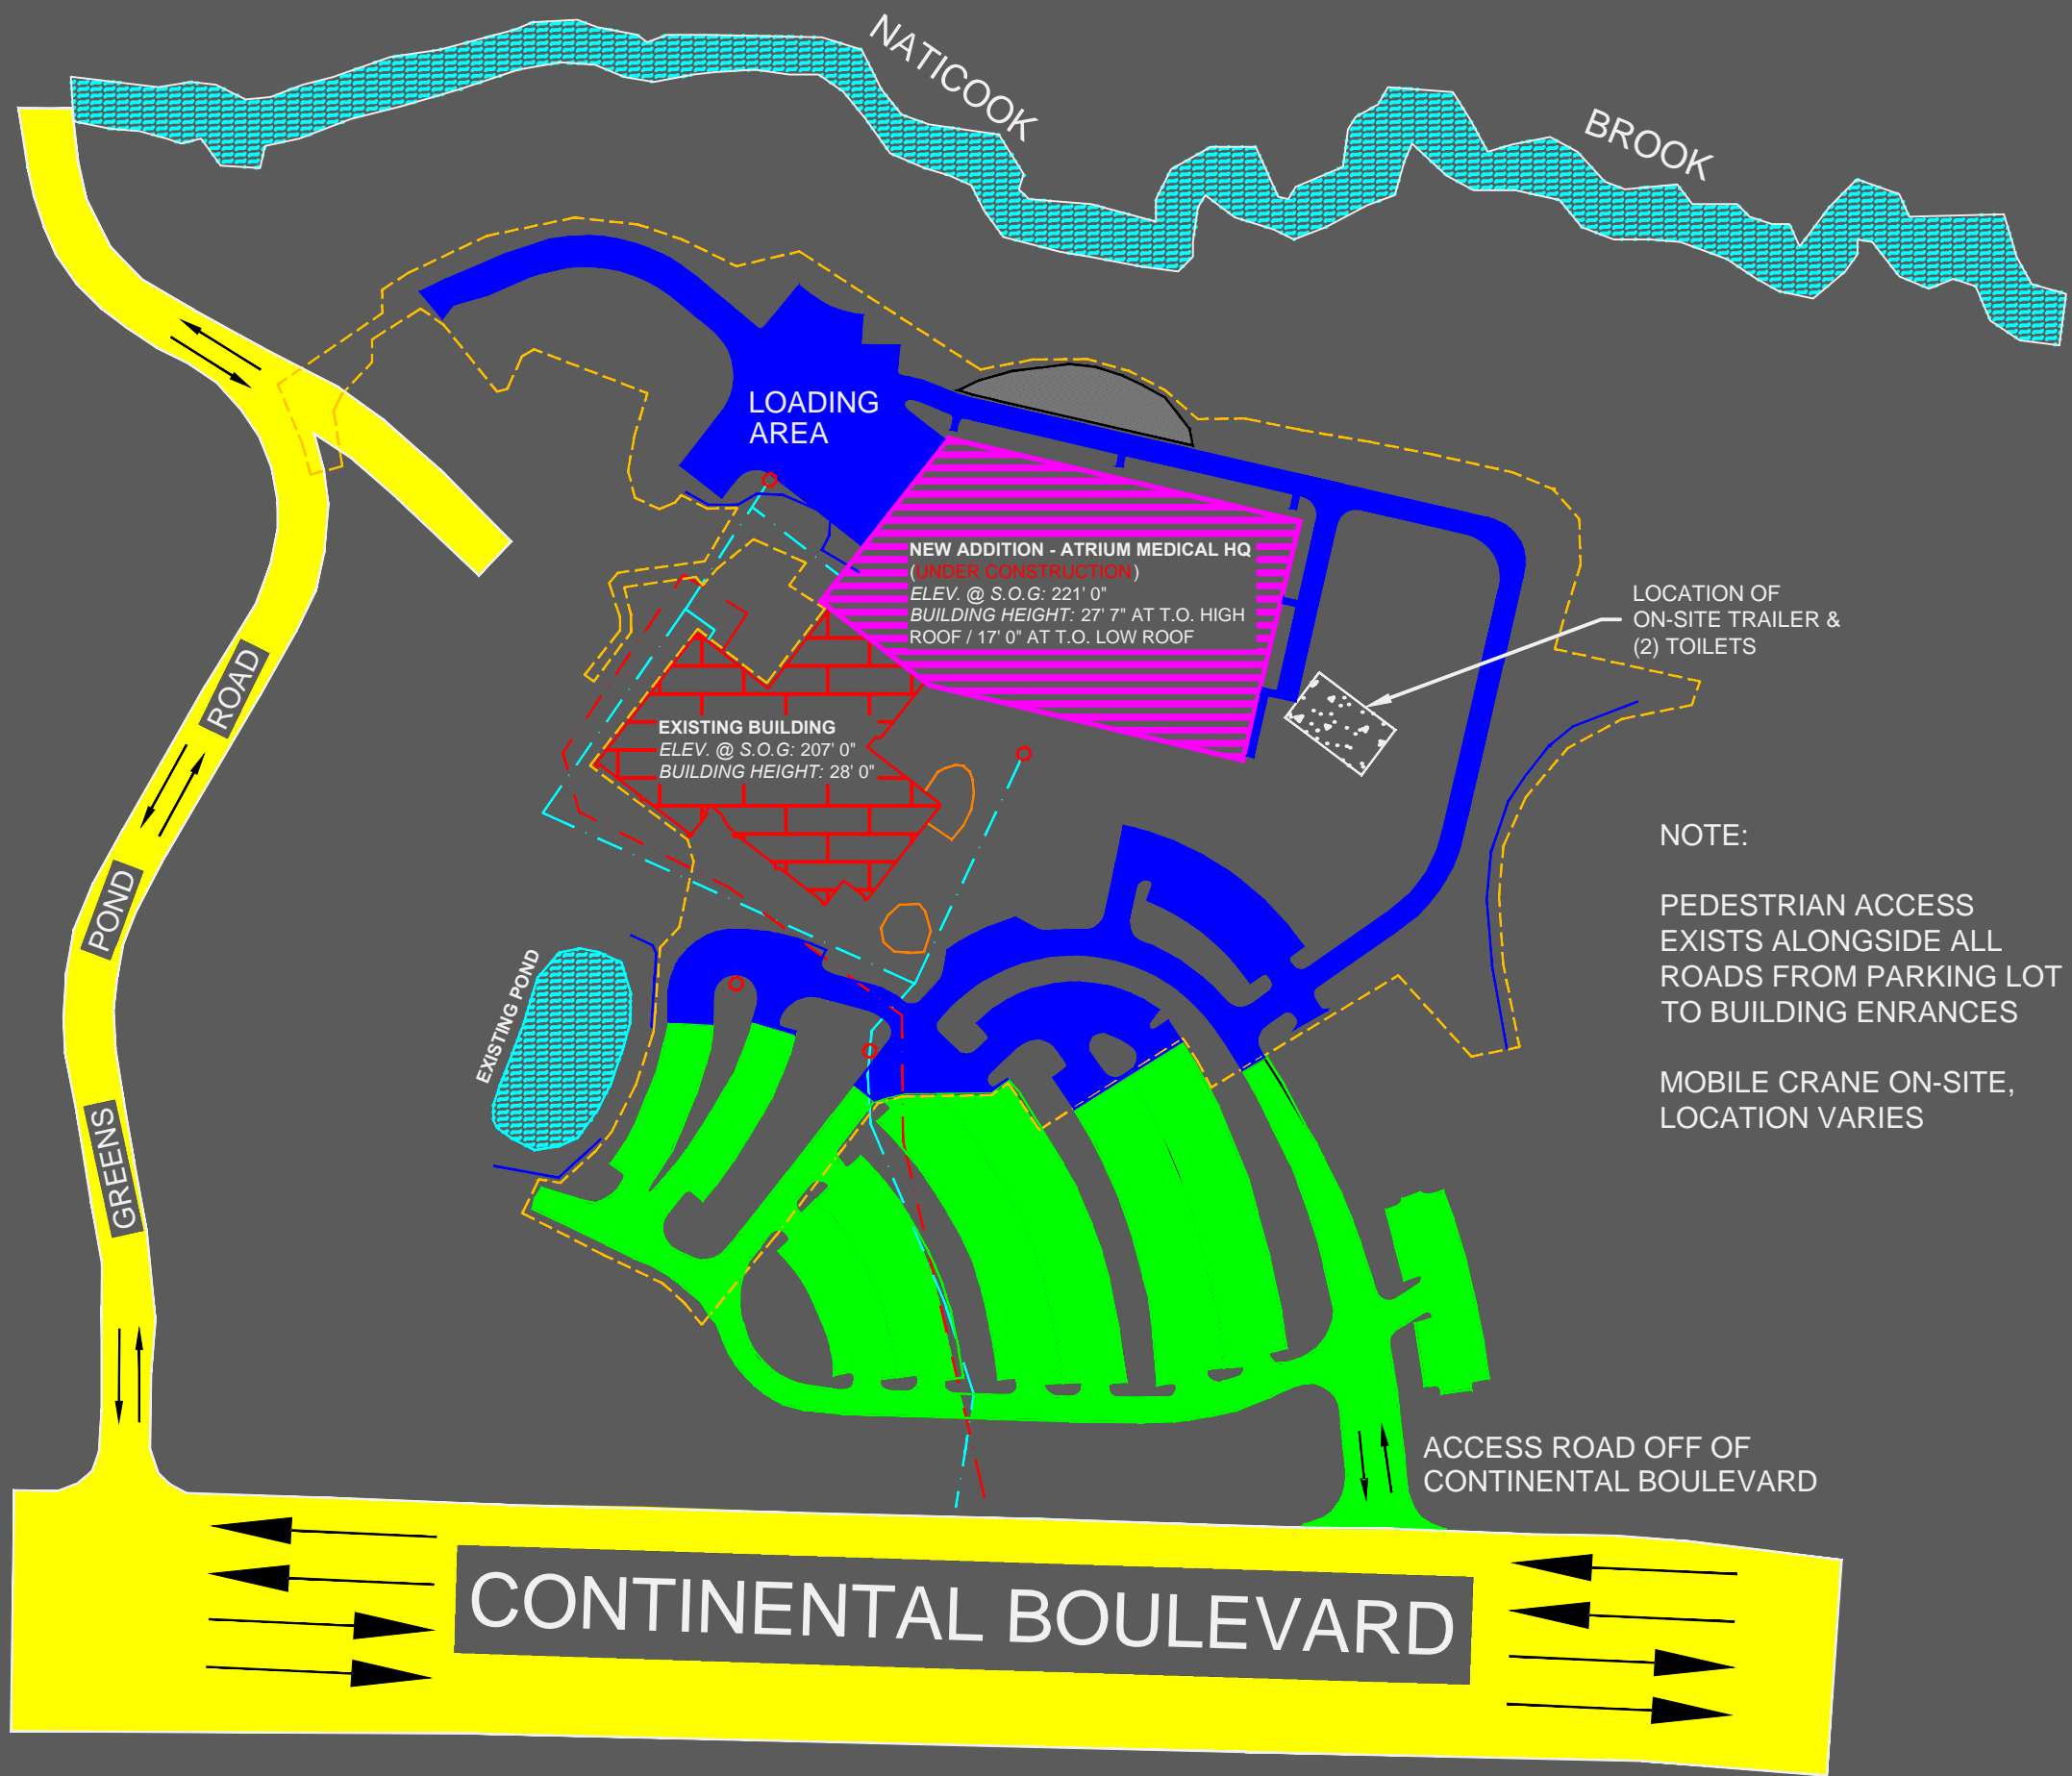 NATICOOK
BROOK
LOADING
AREA
NEW ADDITION - ATRIUM MEDICAL HQ
(UNDER CONSTRUCTION)
ELEV. @ S.O.G: 221' 0"
BUILDING HEIGHT: 27' 7" AT T.O. HIGH
ROOF / 17' 0" AT T.O. LOW ROOF
LOCATION OF
ON-SITE TRAILER &
(2) TOILETS
EXISTING BUILDING
ELEV. @ S.O.G: 207' 0"
BUILDING HEIGHT: 28' 0"
NOTE:
PEDESTRIAN ACCESS
EXISTS ALONGSIDE ALL
ROADS FROM PARKING LOT
TO BUILDING ENRANCES
MOBILE CRANE ON-SITE,
LOCATION VARIES
EXISTING POND
GREENS POND ROAD
ACCESS ROAD OFF OF
CONTINENTAL BOULEVARD
CONTINENTAL BOULEVARD